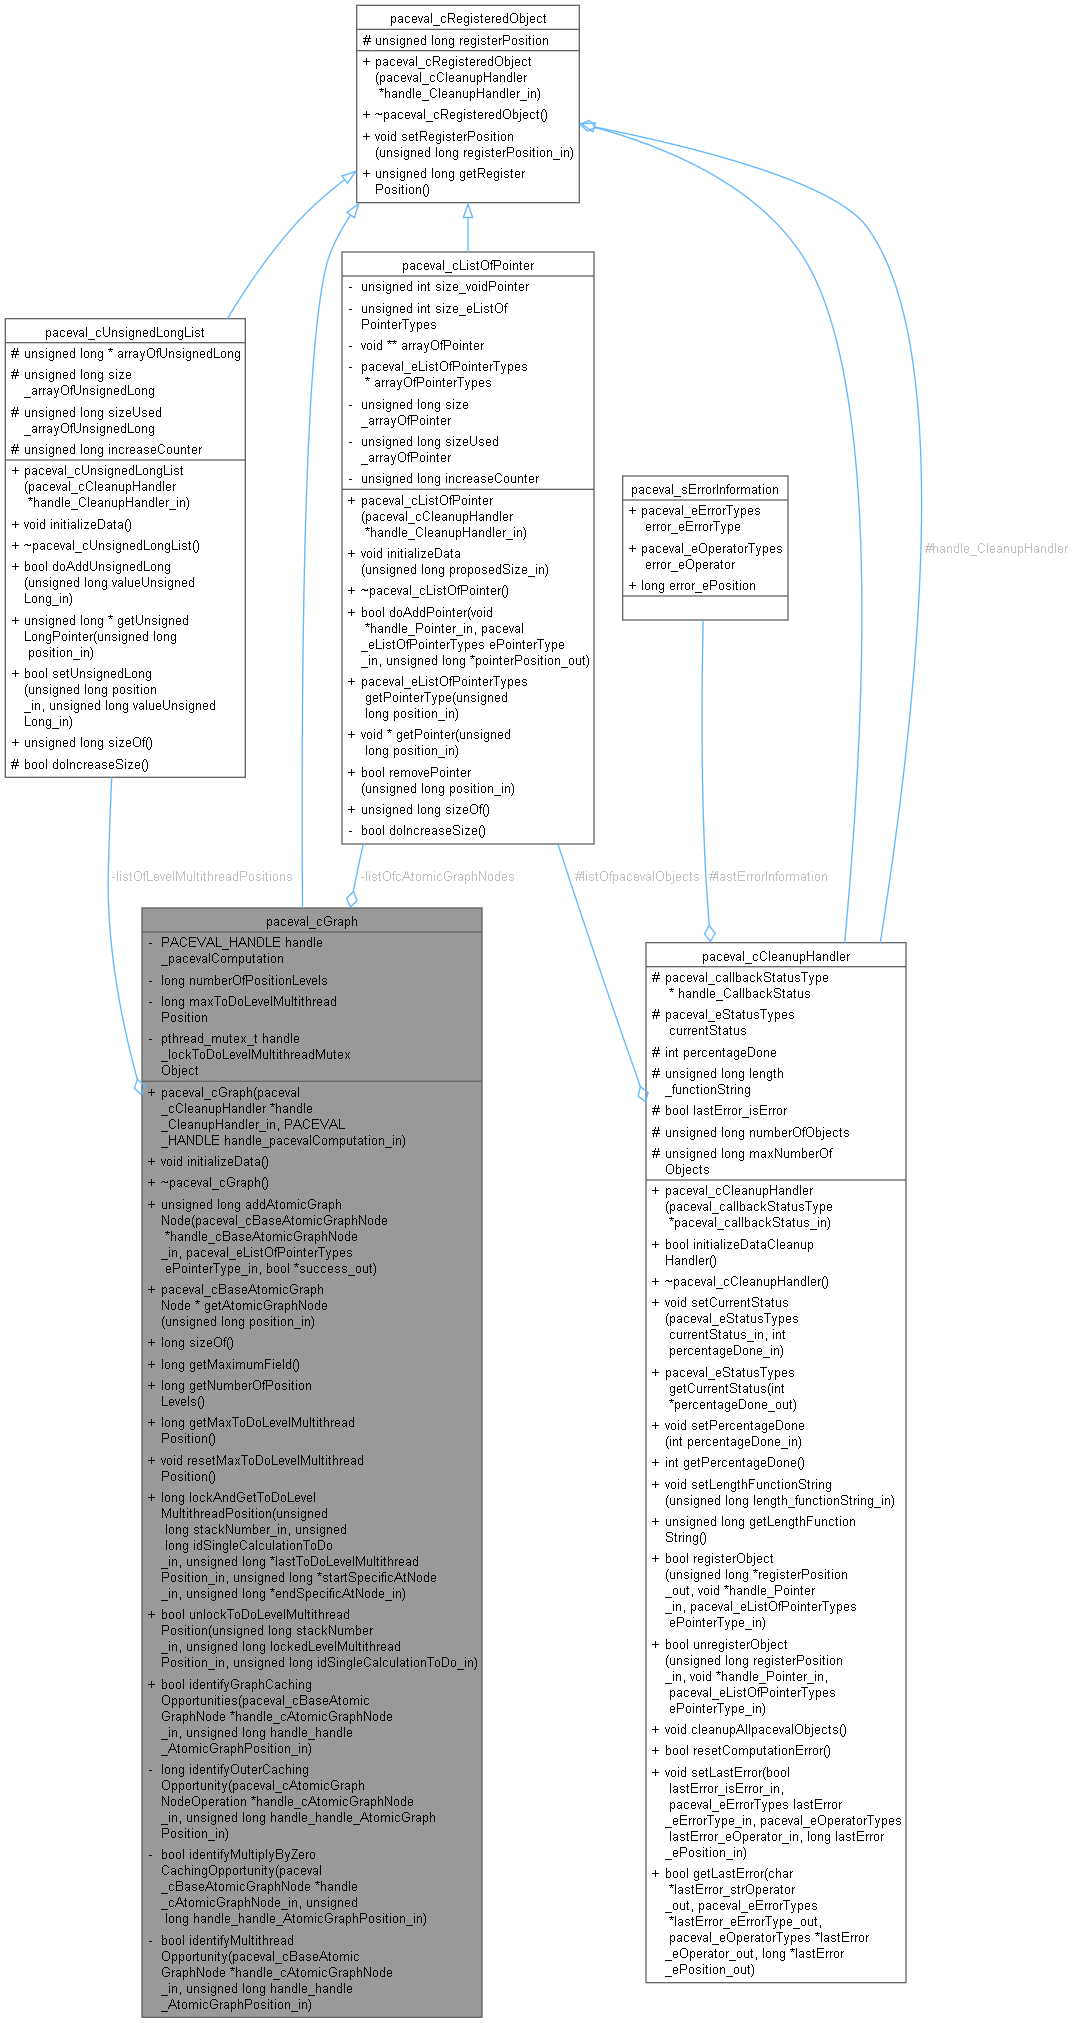 paceval_cRegisteredObject
# unsigned long registerPosition
+ paceval_cRegisteredObject
(paceval_cCleanupHandler
*handle_CleanupHandler_in)
+ ~paceval_cRegisteredObject()
+ void setRegisterPosition
(unsigned long registerPosition_in)
+ unsigned long getRegister
Position()
paceval_cUnsignedLongList
# unsigned long * arrayOfUnsignedLong
# unsigned long size
_arrayOfUnsignedLong
# unsigned long sizeUsed
_arrayOfUnsignedLong
# unsigned long increaseCounter
+ paceval_cUnsignedLongList
(paceval_cCleanupHandler
*handle_CleanupHandler_in)
+ void initializeData()
+ ~paceval_cUnsignedLongList()
+ bool doAddUnsignedLong
(unsigned long valueUnsigned
Long_in)
+ unsigned long * getUnsigned
LongPointer(unsigned long
position_in)
+ bool setUnsignedLong
(unsigned long position
_in, unsigned long valueUnsigned
Long_in)
+ unsigned long sizeOf()
# bool doIncreaseSize()
paceval_cListOfPointer
- unsigned int size_voidPointer
- unsigned int size_eListOf
PointerTypes
- void ** arrayOfPointer
- paceval_eListOfPointerTypes
* arrayOfPointerTypes
- unsigned long size
_arrayOfPointer
- unsigned long sizeUsed
_arrayOfPointer
- unsigned long increaseCounter
+ paceval_cListOfPointer
(paceval_cCleanupHandler
*handle_CleanupHandler_in)
+ void initializeData
(unsigned long proposedSize_in)
+ ~paceval_cListOfPointer()
+ bool doAddPointer(void
*handle_Pointer_in, paceval
_eListOfPointerTypes ePointerType
_in, unsigned long *pointerPosition_out)
+ paceval_eListOfPointerTypes
getPointerType(unsigned
long position_in)
+ void * getPointer(unsigned
long position_in)
+ bool removePointer
(unsigned long position_in)
+ unsigned long sizeOf()
- bool doIncreaseSize()
paceval_sErrorInformation
+ paceval_eErrorTypes
error_eErrorType
+ paceval_eOperatorTypes
error_eOperator
+ long error_ePosition
#handle_CleanupHandler
-listOfLevelMultithreadPositions
-listOfcAtomicGraphNodes
#listOfpacevalObjects
#lastErrorInformation
paceval_cGraph
- PACEVAL_HANDLE handle
_pacevalComputation
- long numberOfPositionLevels
- long maxToDoLevelMultithread
Position
- pthread_mutex_t handle
_lockToDoLevelMultithreadMutex
Object
+ paceval_cGraph(paceval
_cCleanupHandler *handle
_CleanupHandler_in, PACEVAL
_HANDLE handle_pacevalComputation_in)
+ void initializeData()
+ ~paceval_cGraph()
+ unsigned long addAtomicGraph
Node(paceval_cBaseAtomicGraphNode
*handle_cBaseAtomicGraphNode
_in, paceval_eListOfPointerTypes
ePointerType_in, bool *success_out)
+ paceval_cBaseAtomicGraph
Node * getAtomicGraphNode
(unsigned long position_in)
+ long sizeOf()
+ long getMaximumField()
+ long getNumberOfPosition
Levels()
+ long getMaxToDoLevelMultithread
Position()
+ void resetMaxToDoLevelMultithread
Position()
+ long lockAndGetToDoLevel
MultithreadPosition(unsigned
long stackNumber_in, unsigned
long idSingleCalculationToDo
_in, unsigned long *lastToDoLevelMultithread
Position_in, unsigned long *startSpecificAtNode
_in, unsigned long *endSpecificAtNode_in)
+ bool unlockToDoLevelMultithread
Position(unsigned long stackNumber
_in, unsigned long lockedLevelMultithread
Position_in, unsigned long idSingleCalculationToDo_in)
+ bool identifyGraphCaching
Opportunities(paceval_cBaseAtomic
GraphNode *handle_cAtomicGraphNode
_in, unsigned long handle_handle
_AtomicGraphPosition_in)
- long identifyOuterCaching
Opportunity(paceval_cAtomicGraph
NodeOperation *handle_cAtomicGraphNode
_in, unsigned long handle_handle_AtomicGraph
Position_in)
- bool identifyMultiplyByZero
CachingOpportunity(paceval
_cBaseAtomicGraphNode *handle
_cAtomicGraphNode_in, unsigned
long handle_handle_AtomicGraphPosition_in)
- bool identifyMultithread
Opportunity(paceval_cBaseAtomic
GraphNode *handle_cAtomicGraphNode
_in, unsigned long handle_handle
_AtomicGraphPosition_in)
paceval_cCleanupHandler
# paceval_callbackStatusType
* handle_CallbackStatus
# paceval_eStatusTypes
currentStatus
# int percentageDone
# unsigned long length
_functionString
# bool lastError_isError
# unsigned long numberOfObjects
# unsigned long maxNumberOf
Objects
+ paceval_cCleanupHandler
(paceval_callbackStatusType
*paceval_callbackStatus_in)
+ bool initializeDataCleanup
Handler()
+ ~paceval_cCleanupHandler()
+ void setCurrentStatus
(paceval_eStatusTypes
currentStatus_in, int
percentageDone_in)
+ paceval_eStatusTypes
getCurrentStatus(int
*percentageDone_out)
+ void setPercentageDone
(int percentageDone_in)
+ int getPercentageDone()
+ void setLengthFunctionString
(unsigned long length_functionString_in)
+ unsigned long getLengthFunction
String()
+ bool registerObject
(unsigned long *registerPosition
_out, void *handle_Pointer
_in, paceval_eListOfPointerTypes
ePointerType_in)
+ bool unregisterObject
(unsigned long registerPosition
_in, void *handle_Pointer_in,
paceval_eListOfPointerTypes
ePointerType_in)
+ void cleanupAllpacevalObjects()
+ bool resetComputationError()
+ void setLastError(bool
lastError_isError_in,
paceval_eErrorTypes lastError
_eErrorType_in, paceval_eOperatorTypes
lastError_eOperator_in, long lastError
_ePosition_in)
+ bool getLastError(char
*lastError_strOperator
_out, paceval_eErrorTypes
*lastError_eErrorType_out,
paceval_eOperatorTypes *lastError
_eOperator_out, long *lastError
_ePosition_out)